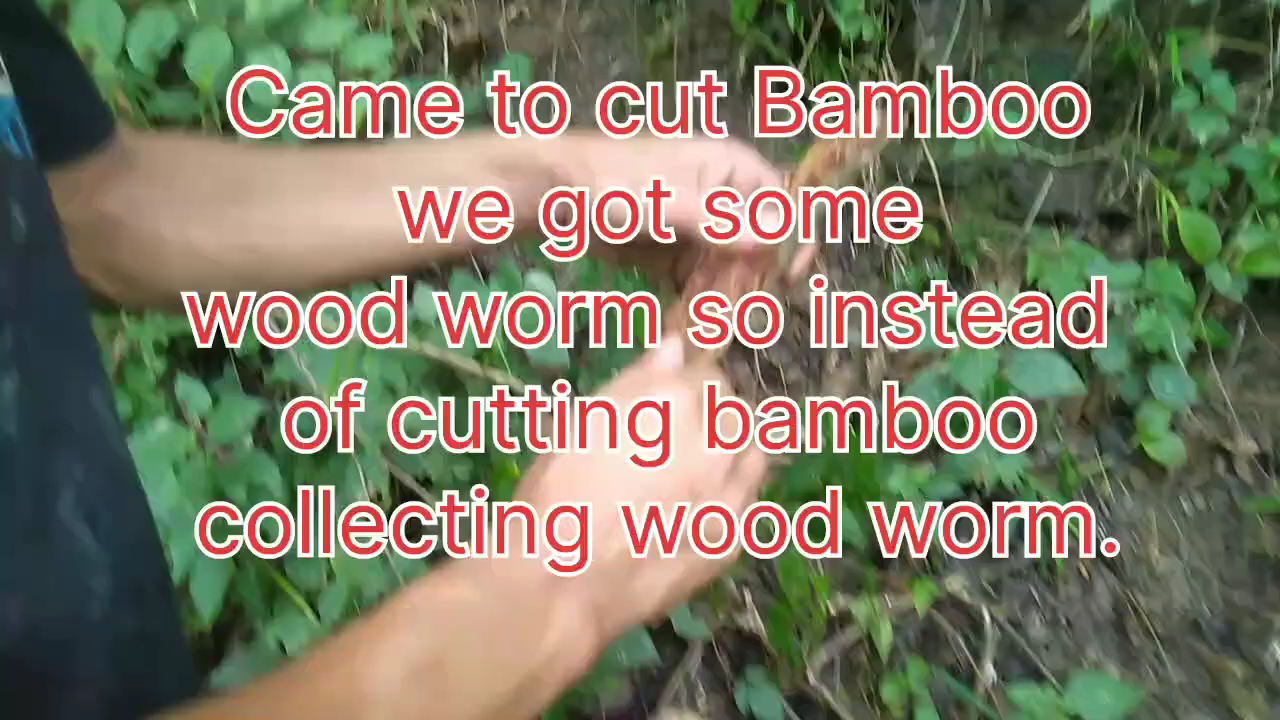 Came to cut Bamboo
we got some
wood worm so instead
of cutting bamboo
collecting wood worm.